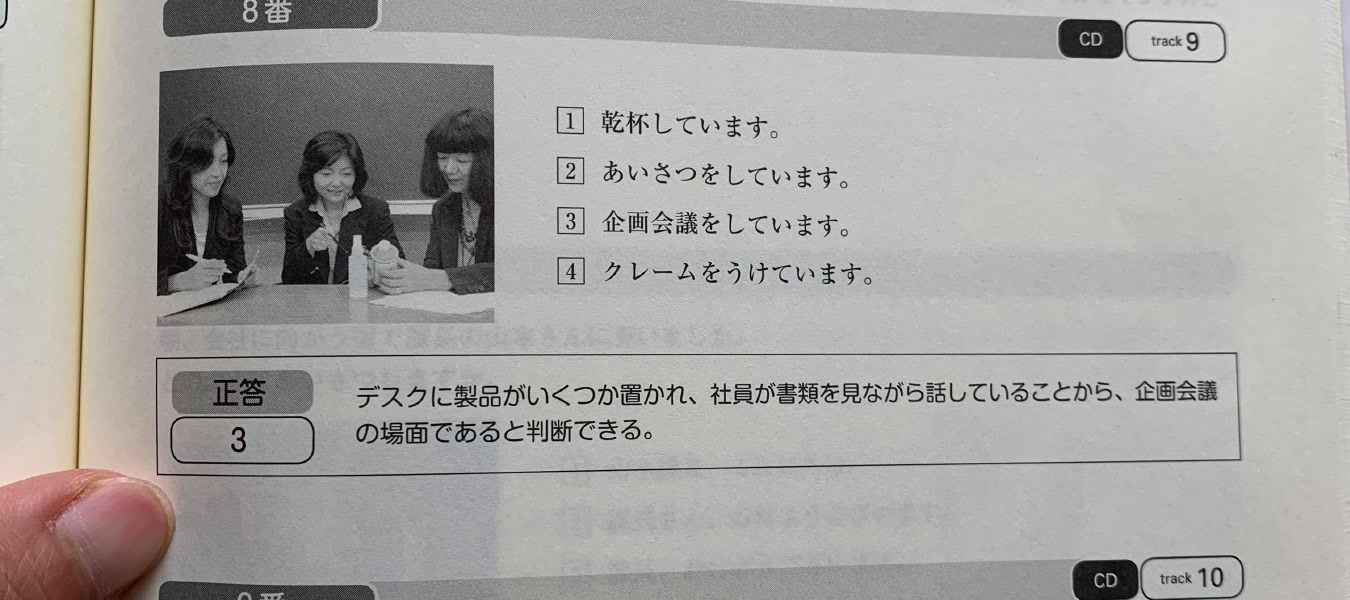 8番
CD track 9
1 乾杯しています。
2 あいさつをしています。
3 企画会議をしています。
4 クレームをうけています。
正答
3
デスクに製品がいくつか置かれ、社員が書類を見ながら話していることから、企画会議
の場面であると判断できる。
9番
CD track 10